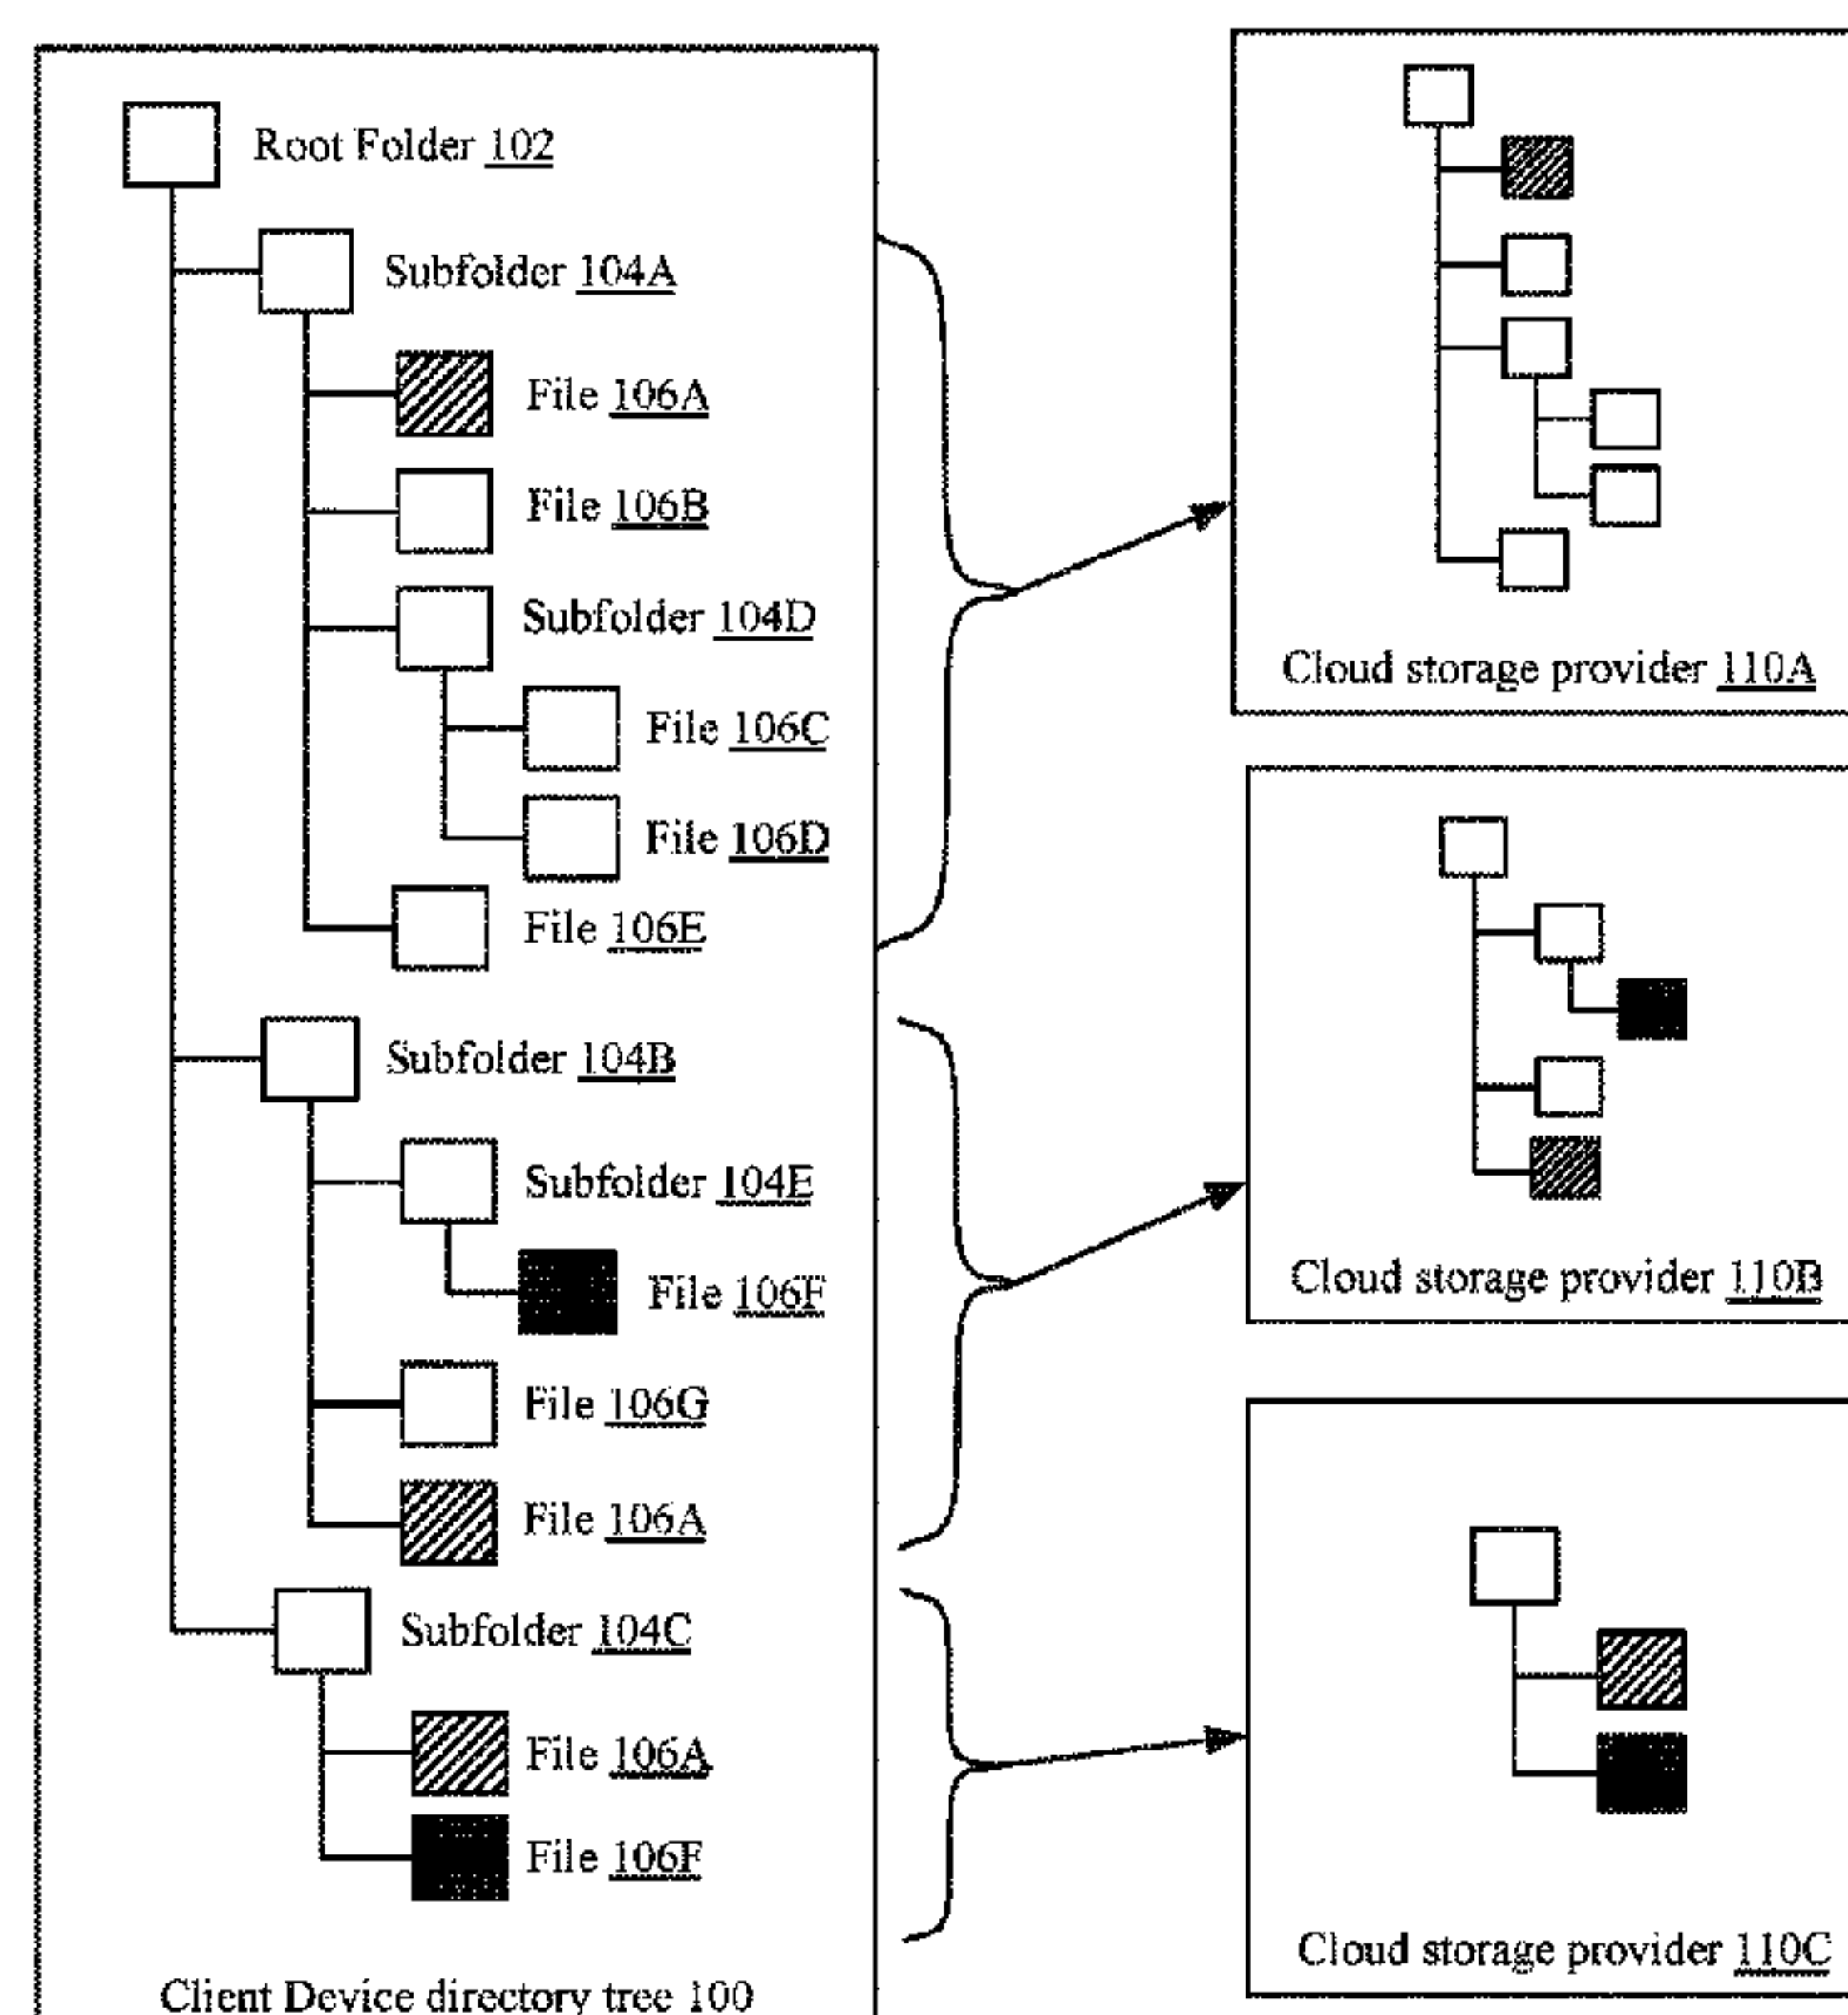 Root Folder 102
Subfolder 104A
File 106A
File 106B
Subfolder 104D
File 106C
File 106D
File 106E
Subfolder 104B
Subfolder 104E
File 106F
File 106G
File 106A
Subfolder 104C
File 106A
File 106F
Client Device directory tree 100
Cloud storage provider 110A
Cloud storage provider 110B
Cloud storage provider 110C